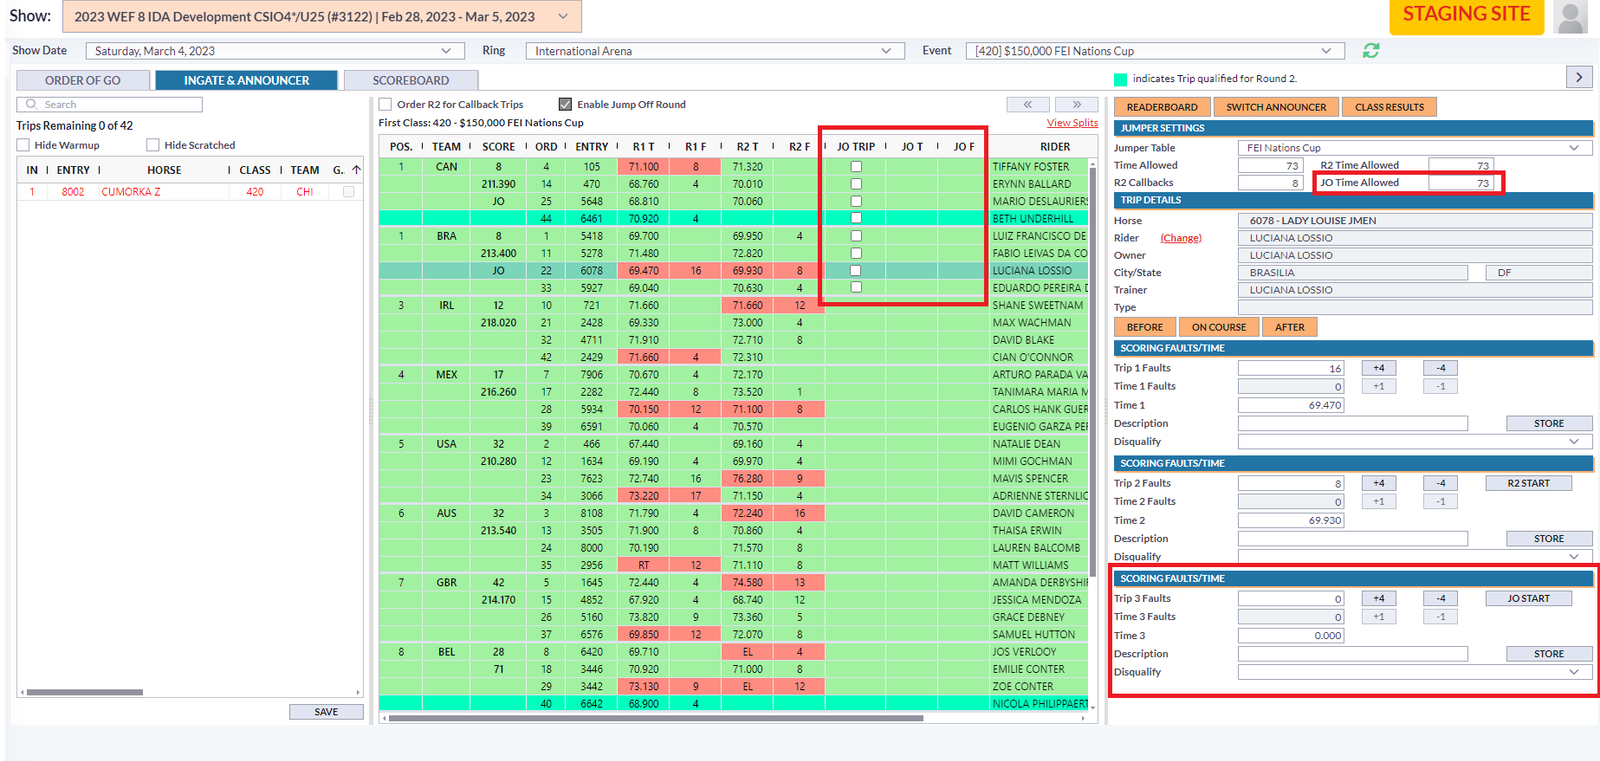 Show: 2023 WEF 8 IDA Development CSIO4*/U25 (#3122) | Feb 28, 2023 - Mar 5, 2023 STAGING SITE
Show Date Saturday, March 4, 2023 Ring International Arena Event [420] $150,000 FEI Nations Cup
ORDER OF GO INGATE & ANNOUNCER SCOREBOARD
Search
Trips Remaining 0 of 42
Hide Warmup Hide Scratched
IN ENTRY HORSE CLASS TEAM G..
1 8002 CUMORKA Z 420 CHI
SAVE
Order R2 for Callback Trips Enable Jump Off Round « »
First Class: 420 - $150,000 FEI Nations Cup View Splits
POS. TEAM SCORE ORD ENTRY R1 T R1 F R2 T R2 F JO TRIP JO T JO F RIDER
1 CAN 8 4 105 71.100 8 71.320 TIFFANY FOSTER
211.390 14 470 68.760 4 70.010 ERYNN BALLARD
JO 25 5648 68.810 70.060 MARIO DESLAURIERS
44 6461 70.920 4 BETH UNDERHILL
1 BRA 8 1 5418 69.700 69.950 4 LUIZ FRANCISCO DE
213.400 11 5278 71.480 72.820 FABIO LEIVAS DA CO
JO 22 6078 69.470 16 69.930 8 LUCIANA LOSSIO
33 5927 69.040 70.630 4 EDUARDO PEREIRA D
3 IRL 12 10 721 71.660 71.660 12 SHANE SWEETNAM
218.020 21 2428 69.330 73.000 4 MAX WACHMAN
32 4711 71.910 72.710 8 DAVID BLAKE
42 2429 71.660 4 72.310 CIAN O'CONNOR
4 MEX 17 7 7906 70.670 4 72.170 ARTURO PARADA VA
216.260 17 2282 72.440 8 73.520 1 TANIMARA MARIA M
28 5934 70.150 12 71.100 8 CARLOS HANK GUER
39 6591 70.060 4 70.570 EUGENIO GARZA PER
5 USA 32 2 466 67.440 69.160 4 NATALIE DEAN
210.280 12 1634 69.190 4 69.970 4 MIMI GOCHMAN
23 7623 72.740 16 76.280 9 MAVIS SPENCER
34 3066 73.220 17 71.150 4 ADRIENNE STERNLIC
6 AUS 32 3 8108 71.790 4 72.240 16 DAVID CAMERON
213.540 13 3505 71.900 8 70.860 4 THAISA ERWIN
24 8000 70.190 71.570 8 LAUREN BALCOMB
35 2956 RT 12 71.110 8 MATT WILLIAMS
7 GBR 42 5 1645 72.440 4 74.580 13 AMANDA DERBYSHI
214.170 15 4852 67.920 4 68.740 12 JESSICA MENDOZA
26 5160 73.820 9 73.360 5 GRACE DEBNEY
37 6576 69.850 12 72.070 8 SAMUEL HUTTON
8 BEL 28 8 6420 69.710 EL 4 JOS VERLOOY
71 18 3446 70.920 71.000 8 EMILIE CONTER
29 3442 73.130 9 EL 12 ZOE CONTER
40 6642 68.900 4 NICOLA PHILIPPAERT
indicates Trip qualified for Round 2.
READERBOARD SWITCH ANNOUNCER CLASS RESULTS
JUMPER SETTINGS
Jumper Table FEI Nations Cup
Time Allowed 73 R2 Time Allowed 73
R2 Callbacks 8 JO Time Allowed 73
TRIP DETAILS
Horse 6078 - LADY LOUISE JMEN
Rider (Change) LUCIANA LOSSIO
Owner LUCIANA LOSSIO
City/State BRASILIA DF
Trainer LUCIANA LOSSIO
Type
BEFORE ON COURSE AFTER
SCORING FAULTS/TIME
Trip 1 Faults 16 +4 -4
Time 1 Faults 0 +1 -1
Time 1 69.470
Description STORE
Disqualify
SCORING FAULTS/TIME
Trip 2 Faults 8 +4 -4 R2 START
Time 2 Faults 0 +1 -1
Time 2 69.930
Description STORE
Disqualify
SCORING FAULTS/TIME
Trip 3 Faults 0 +4 -4 JO START
Time 3 Faults 0 +1 -1
Time 3 0.000
Description STORE
Disqualify